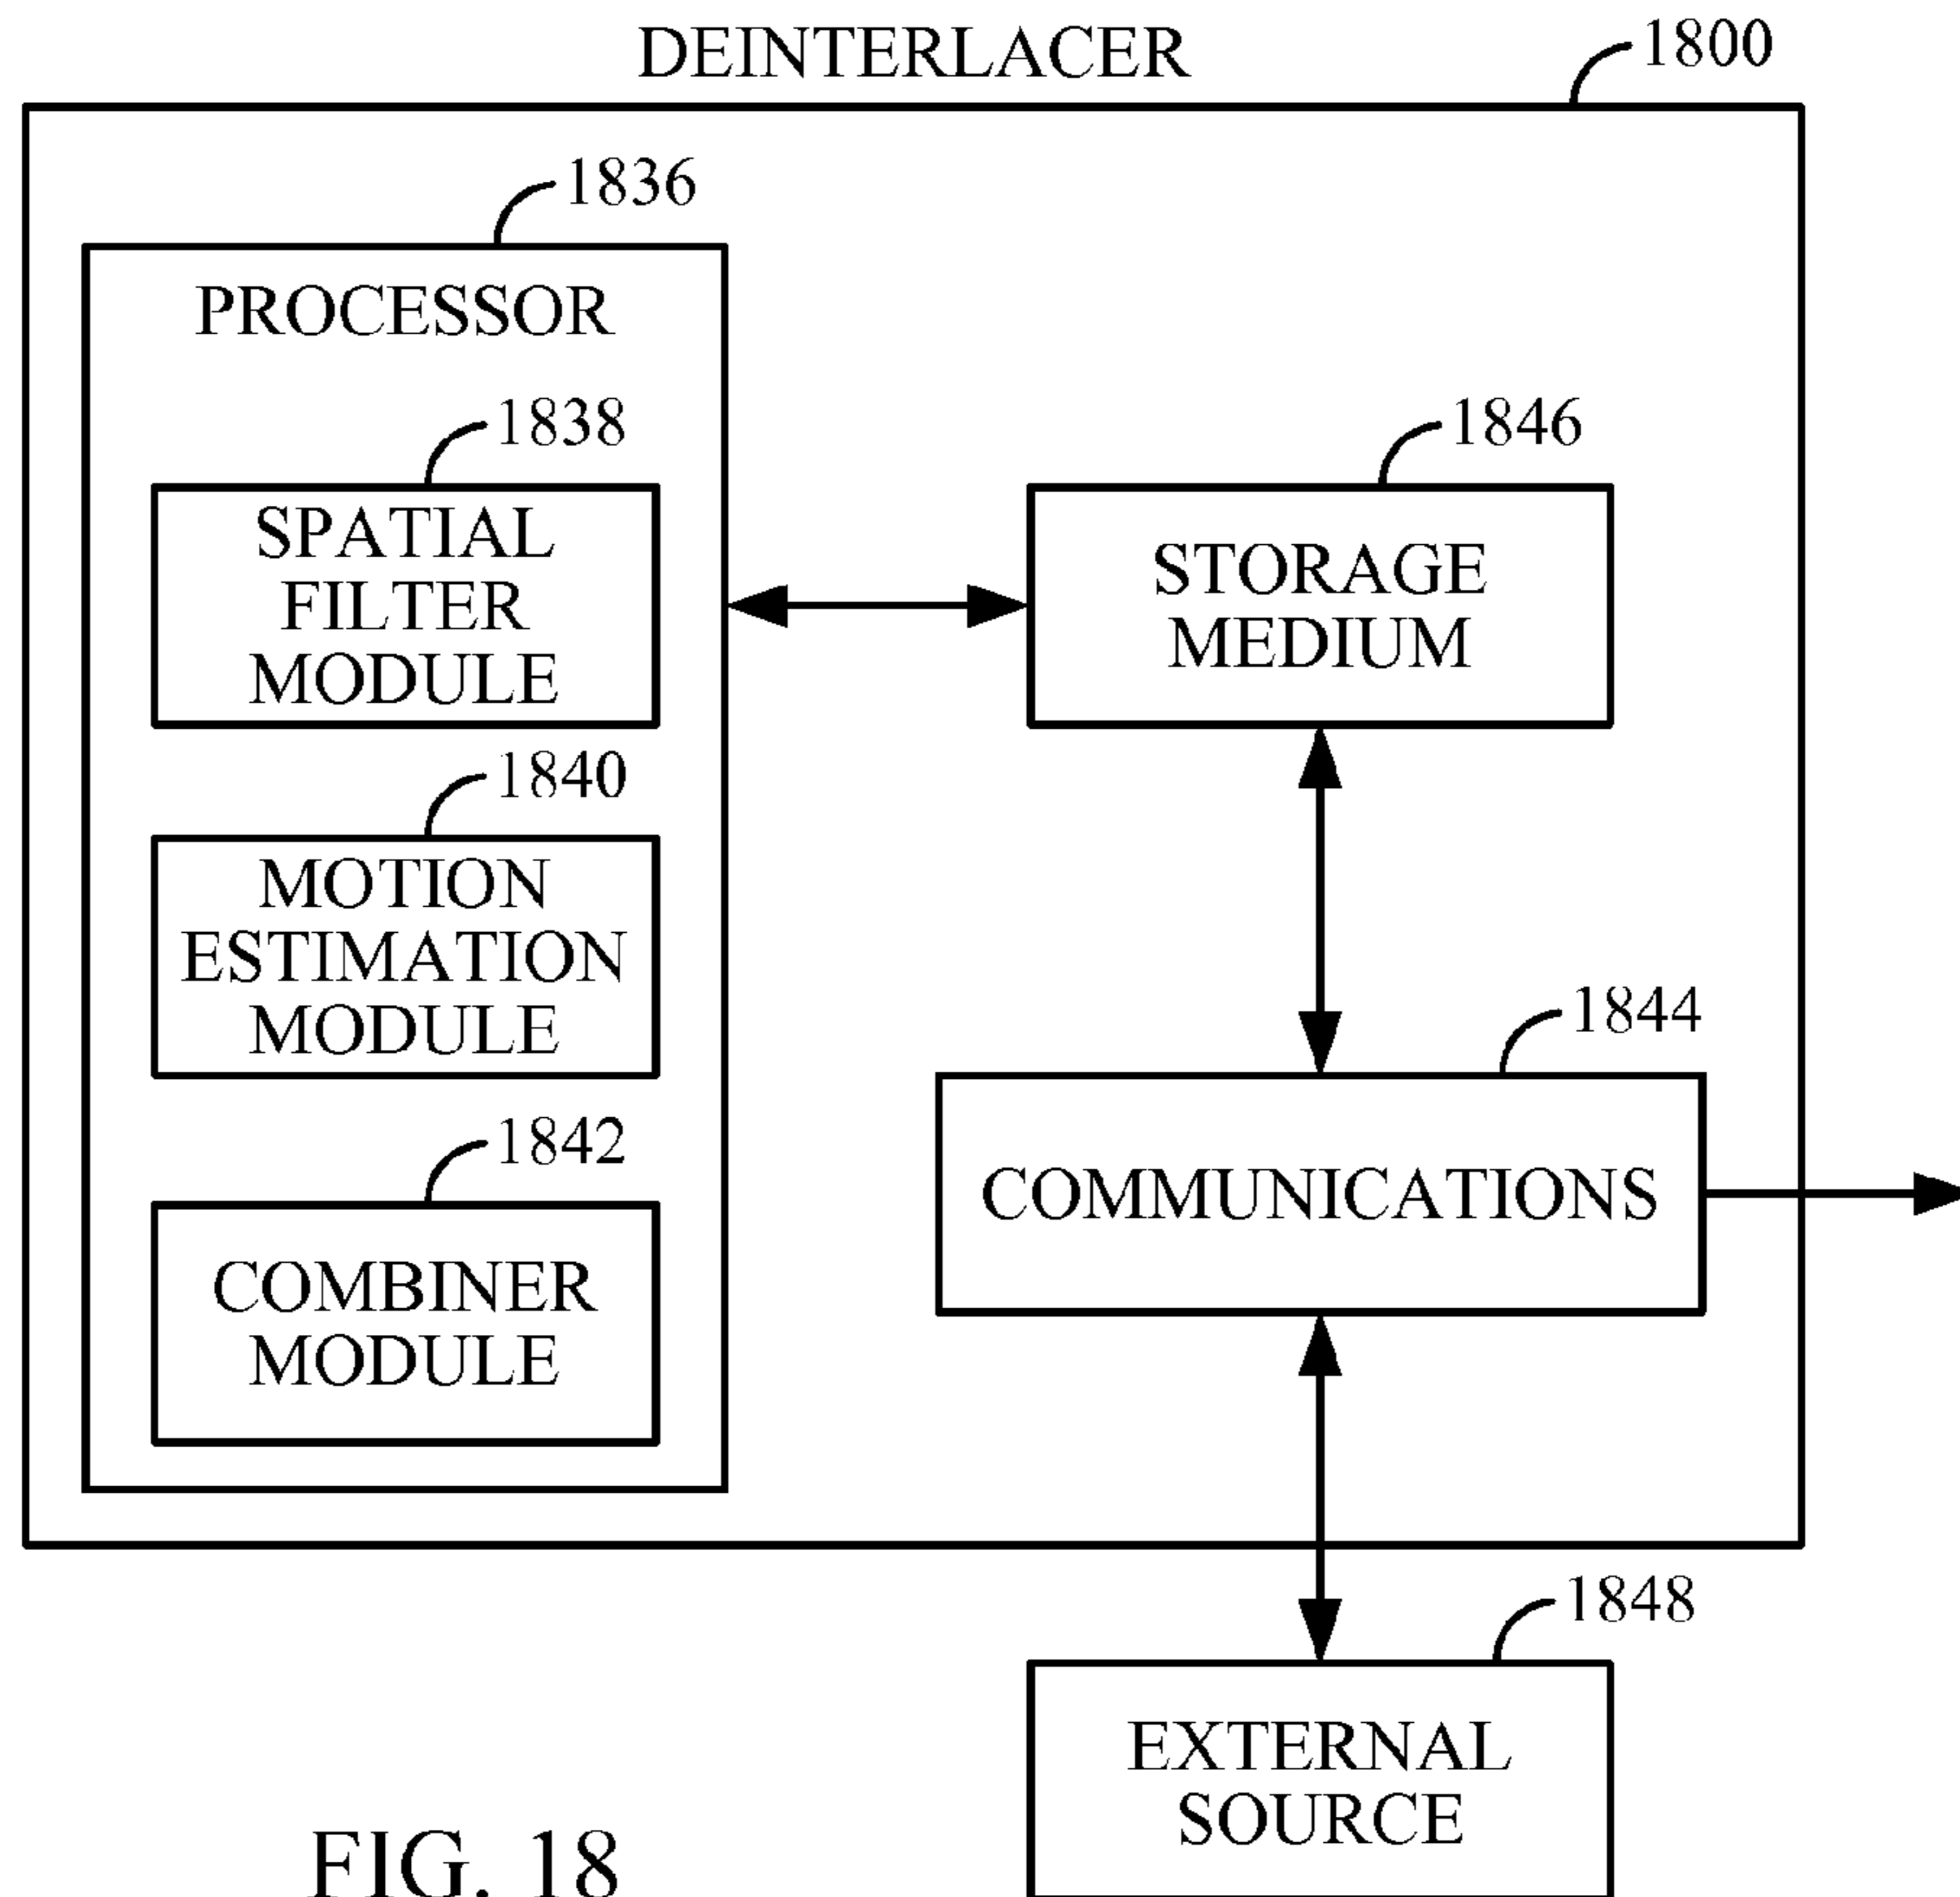 DEINTERLACER
1800
1836
PROCESSOR
1838
SPATIAL
FILTER
MODULE
1840
MOTION
ESTIMATION
MODULE
1842
COMBINER
MODULE
1846
STORAGE
MEDIUM
1844
COMMUNICATIONS
1848
EXTERNAL
SOURCE
FIG. 18